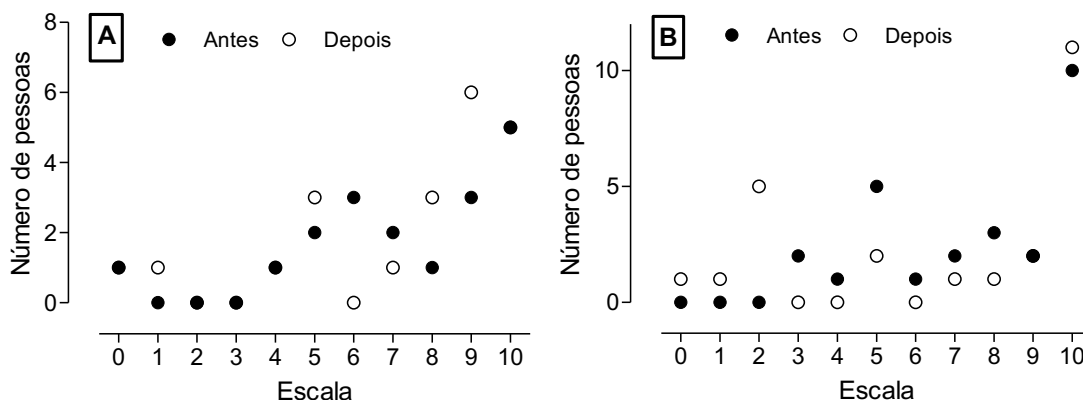 A
Antes
Depois
Número de pessoas
8
6
4
2
0
0 1 2 3 4 5 6 7 8 9 10
Escala
B
Antes
Depois
Número de pessoas
10
5
0
0 1 2 3 4 5 6 7 8 9 10
Escala